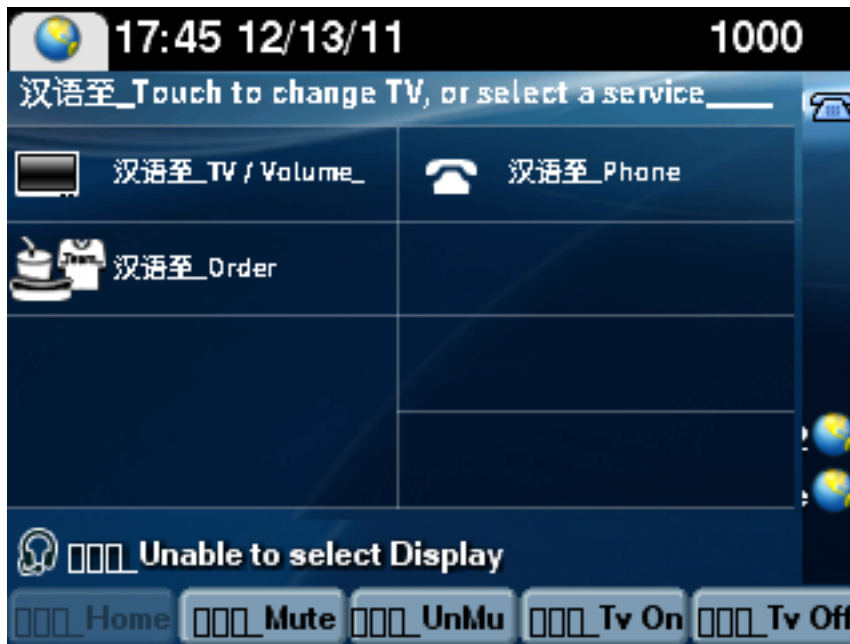 17:45 12/13/11 1000
汉语至_Touch to change TV, or select a service____
汉语至_TV / Volume_
汉语至_Phone
Team
汉语至_Order
▯▯▯_Unable to select Display
▯▯▯_Home ▯▯▯_Mute ▯▯▯_UnMu ▯▯▯_Tv On ▯▯▯_Tv Off